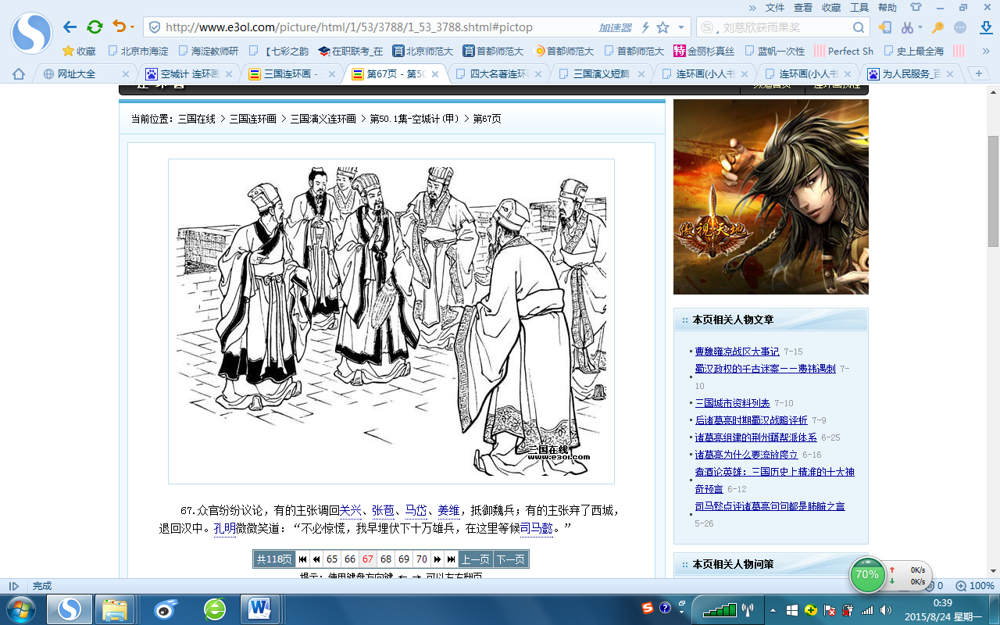 » 文件 查看 收藏 工具 帮助
http://www.e3ol.com/picture/html/1/53/3788/1_53_3788.shtml#pictop 加速器 刘慈欣获雨果奖
收藏 北京市海淀 海淀教师研 【七彩之韵 在职联考_在 北京师范大 首都师范大 首都师范大 首都师范大 金丽杉真丝 蓝帆一次性 Perfect Sh 史上最全海 »
网址大全 空城计 连环画 三国连环画 - 第67页 - 第50 四大名著连环 三国演义短篇 连环画(小人书 连环画(小人书 为人民服务_百
当前位置：三国在线 > 三国连环画 > 三国演义连环画 > 第50.1集-空城计(甲) > 第67页
傲视天地
三国在线
www.e3ol.com
67.众官纷纷议论，有的主张调回关兴、张苞、马岱、姜维，抵御魏兵；有的主张弃了西城，
退回汉中。孔明微微笑道：“不必惊慌，我早埋伏下十万雄兵，在这里等候司马懿。”
共118页 65 66 67 68 69 70 上一页 下一页
提示：使用键盘方向键 ← → 可以左右翻页
:: 本页相关人物文章
曹魏雍京战区大事记 7-15
蜀汉政权的千古迷案——费祎遇刺 7-
10
三国城市资料列表 7-10
后诸葛亮时期蜀汉战略评析 7-9
诸葛亮组建的荆州籍帮派体系 6-25
诸葛亮为什么要流放廖立 6-16
煮酒论英雄：三国历史上精准的十大神
奇预言 6-12
司马懿点评诸葛亮句句都是肺腑之言
5-26
:: 本页相关人物问策
70% 0K/s
0K/s
完成 0 100%
0:39
2015/8/24 星期一